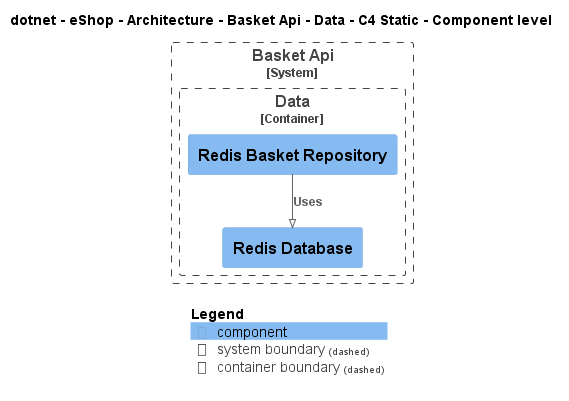 dotnet - eShop - Architecture - Basket Api - Data - C4 Static - Component level
Basket Api
[System]
Data
[Container]
Redis Basket Repository
Uses
Redis Database
Legend
component
system boundary (dashed)
container boundary (dashed)